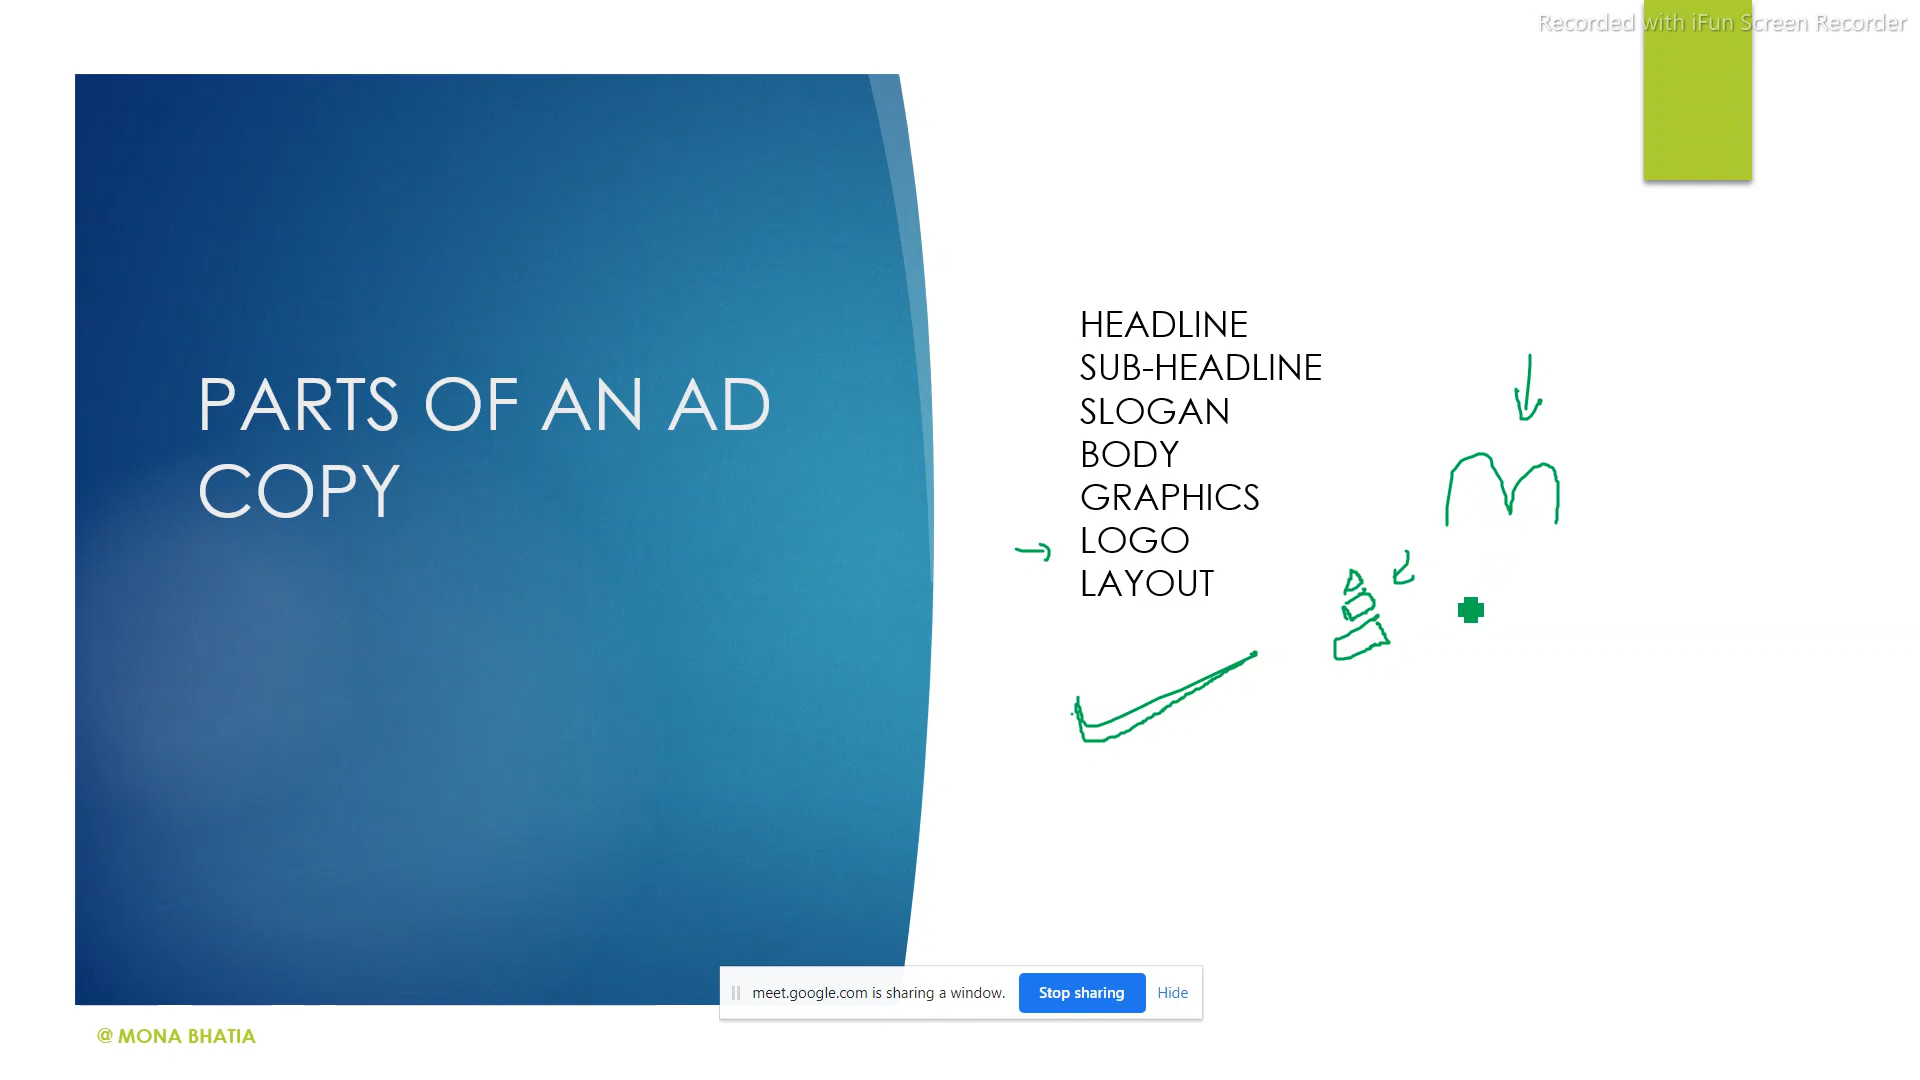 Recorded with iFun Screen Recorder
PARTS OF AN AD
COPY
HEADLINE
SUB-HEADLINE
SLOGAN
BODY
GRAPHICS
LOGO
LAYOUT
meet.google.com is sharing a window.
Stop sharing
Hide
@ MONA BHATIA